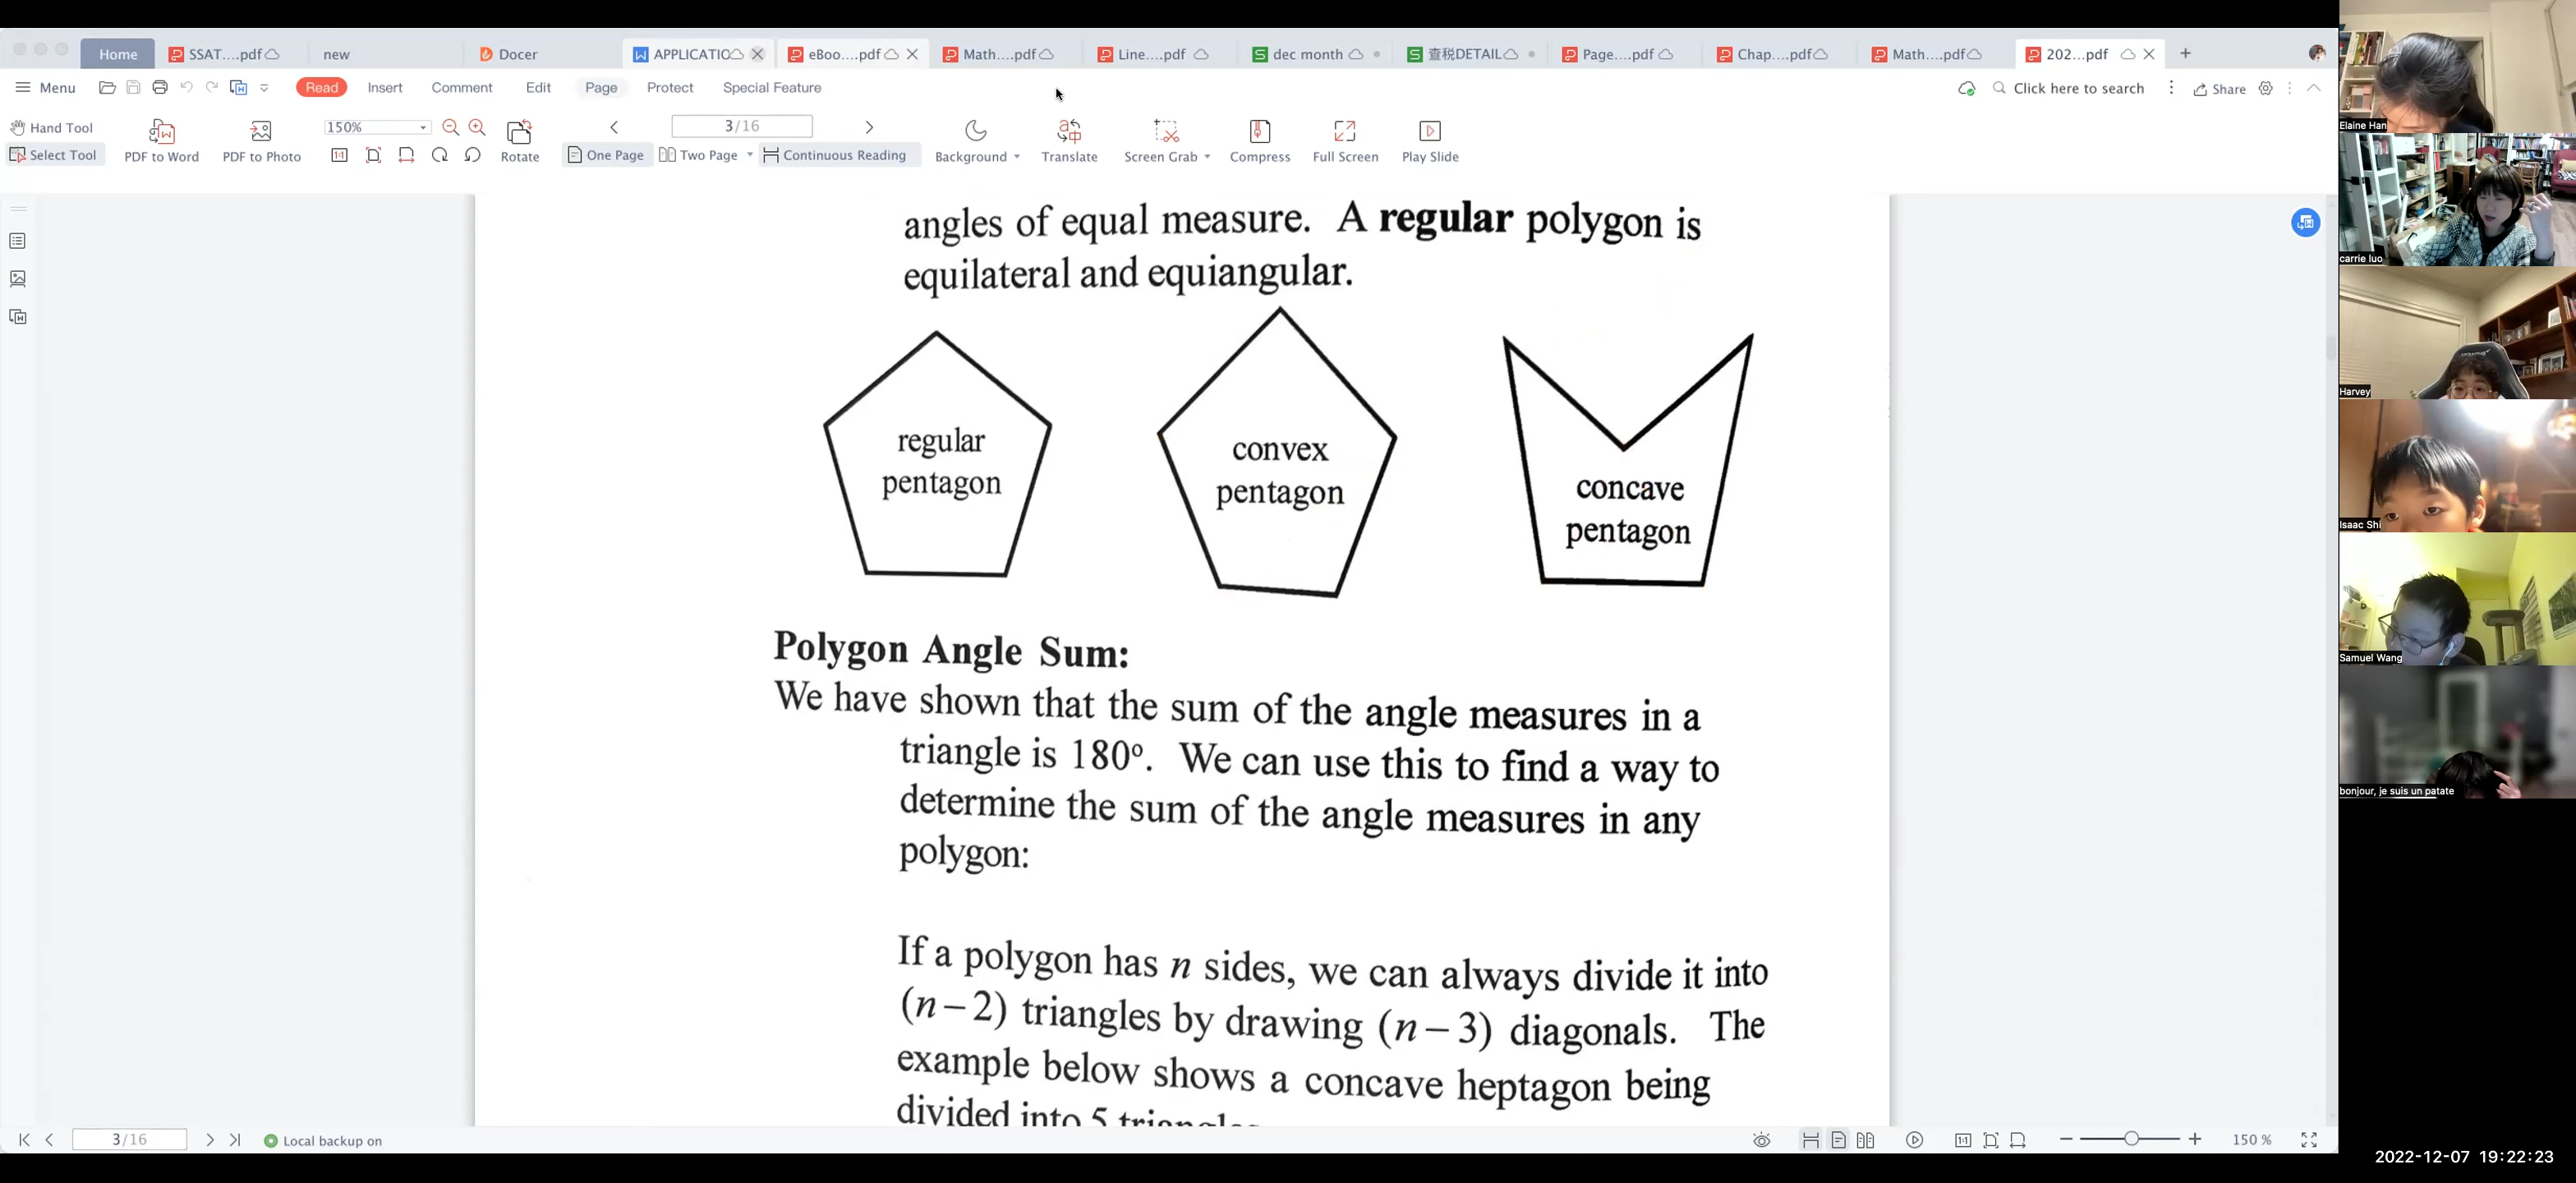 Home
SSAT....pdf
new
Docer
APPLICATIO
eBoo....pdf
Math....pdf
Line....pdf
dec month
查税DETAIL
Page....pdf
Chap....pdf
Math....pdf
202...pdf
Menu
Read
Insert
Comment
Edit
Page
Protect
Special Feature
Click here to search
Share
Hand Tool
Select Tool
PDF to Word
PDF to Photo
150%
Rotate
3/16
One Page
Two Page
Continuous Reading
Background
Translate
Screen Grab
Compress
Full Screen
Play Slide
angles of equal measure. A regular polygon is
equilateral and equiangular.
regular
pentagon
convex
pentagon
concave
pentagon
Polygon Angle Sum:
We have shown that the sum of the angle measures in a
triangle is 180º. We can use this to find a way to
determine the sum of the angle measures in any
polygon:
If a polygon has n sides, we can always divide it into
(n−2) triangles by drawing (n−3) diagonals. The
example below shows a concave heptagon being
divided into 5 triangles
3/16
Local backup on
150 %
Elaine Han
carrie luo
Harvey
Isaac Shi
Samuel Wang
bonjour, je suis un patate
2022-12-07 19:22:23